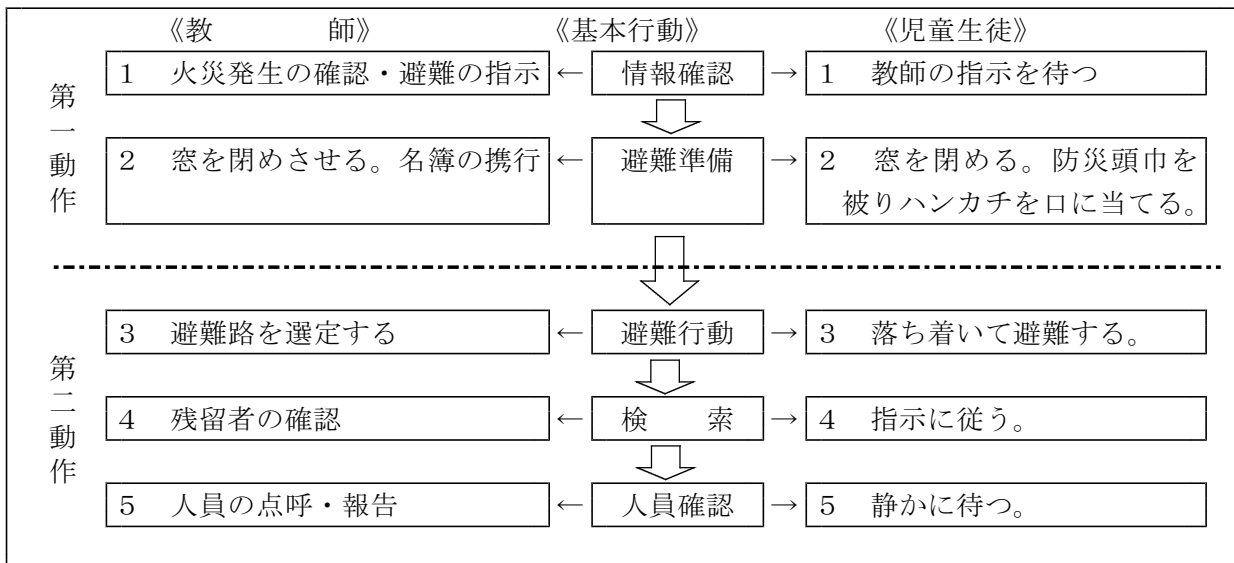 《教　　師》　《基本行動》　《児童生徒》
第一動作
1　火災発生の確認・避難の指示 ← 情報確認 → 1　教師の指示を待つ
2　窓を閉めさせる。名簿の携行 ← 避難準備 → 2　窓を閉める。防災頭巾を
被りハンカチを口に当てる。
第二動作
3　避難路を選定する ← 避難行動 → 3　落ち着いて避難する。
4　残留者の確認 ← 検　　索 → 4　指示に従う。
5　人員の点呼・報告 ← 人員確認 → 5　静かに待つ。